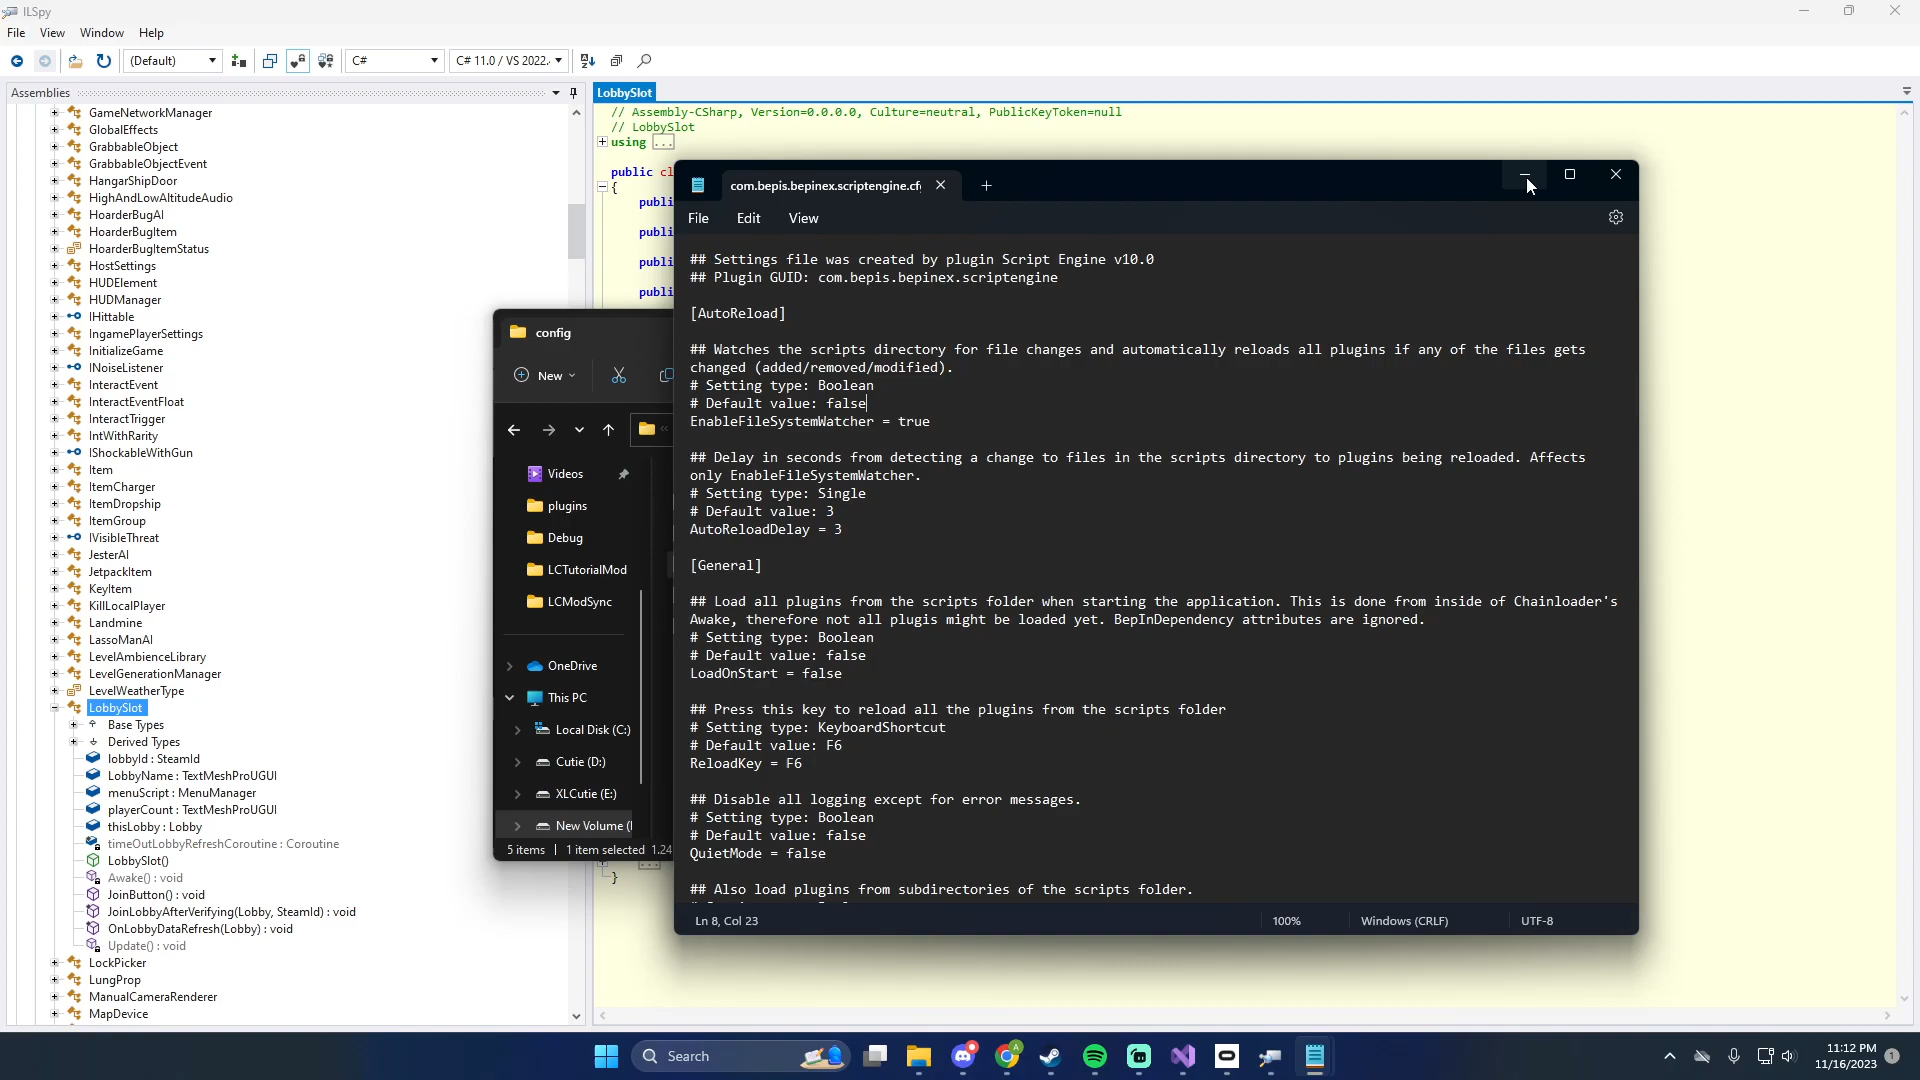 ILSpy
File View Window Help
(Default) C# C# 11.0 / VS 2022.
Assemblies
GameNetworkManager
GlobalEffects
GrabbableObject
GrabbableObjectEvent
HangarShipDoor
HighAndLowAltitudeAudio
HoarderBugAI
HoarderBugItem
HoarderBugItemStatus
HostSettings
HUDElement
HUDManager
IHittable
IngamePlayerSettings
InitializeGame
INoiseListener
InteractEvent
InteractEventFloat
InteractTrigger
IntWithRarity
IShockableWithGun
Item
ItemCharger
ItemDropship
ItemGroup
IVisibleThreat
JesterAI
JetpackItem
KeyItem
KillLocalPlayer
Landmine
LassoManAI
LevelAmbienceLibrary
LevelGenerationManager
LevelWeatherType
LobbySlot
Base Types
Derived Types
lobbyId : SteamId
LobbyName : TextMeshProUGUI
menuScript : MenuManager
playerCount : TextMeshProUGUI
thisLobby : Lobby
timeOutLobbyRefreshCoroutine : Coroutine
LobbySlot()
Awake() : void
JoinButton() : void
JoinLobbyAfterVerifying(Lobby, SteamId) : void
OnLobbyDataRefresh(Lobby) : void
Update() : void
LockPicker
LungProp
ManualCameraRenderer
MapDevice
LobbySlot
// Assembly-CSharp, Version=0.0.0.0, Culture=neutral, PublicKeyToken=null
// LobbySlot
using ...
public cl
{
publi
publi
publi
publi
...
}
config
New
Videos
plugins
Debug
LCTutorialMod
LCModSync
OneDrive
This PC
Local Disk (C:)
Cutie (D:)
XLCutie (E:)
New Volume (
5 items 1 item selected 1.24
com.bepis.bepinex.scriptengine.cf
File Edit View
## Settings file was created by plugin Script Engine v10.0
## Plugin GUID: com.bepis.bepinex.scriptengine
[AutoReload]
## Watches the scripts directory for file changes and automatically reloads all plugins if any of the files gets
changed (added/removed/modified).
# Setting type: Boolean
# Default value: false
EnableFileSystemWatcher = true
## Delay in seconds from detecting a change to files in the scripts directory to plugins being reloaded. Affects
only EnableFileSystemWatcher.
# Setting type: Single
# Default value: 3
AutoReloadDelay = 3
[General]
## Load all plugins from the scripts folder when starting the application. This is done from inside of Chainloader's
Awake, therefore not all plugis might be loaded yet. BepInDependency attributes are ignored.
# Setting type: Boolean
# Default value: false
LoadOnStart = false
## Press this key to reload all the plugins from the scripts folder
# Setting type: KeyboardShortcut
# Default value: F6
ReloadKey = F6
## Disable all logging except for error messages.
# Setting type: Boolean
# Default value: false
QuietMode = false
## Also load plugins from subdirectories of the scripts folder.
Ln 8, Col 23 100% Windows (CRLF) UTF-8
Search
11:12 PM
11/16/2023
1